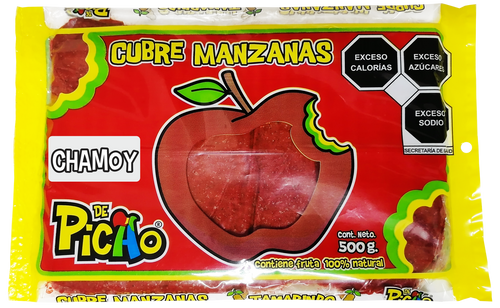 CUBRE MANZANAS
EXCESO
CALORÍAS
EXCESO
AZÚCARES
EXCESO
SODIO
SECRETARÍA DE SALUD
CHAMOY
DE
PiCHO®
Cont. Neto.
500 g.
contiene fruta 100% natural
CUBRE MANZANAS
TAMARINDO